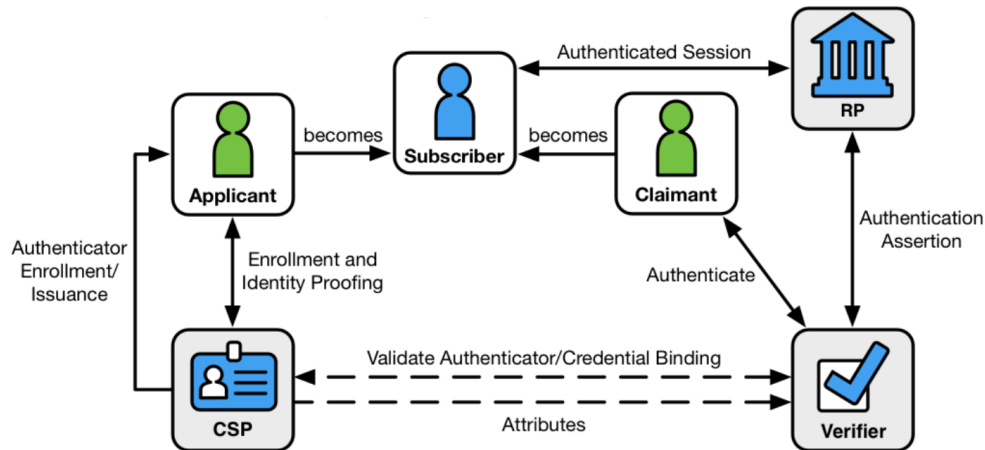 Authenticated Session
RP
becomes
Subscriber
becomes
Applicant
Claimant
Authenticator
Enrollment/
Issuance
Enrollment and
Identity Proofing
Authenticate
Authentication
Assertion
Validate Authenticator/Credential Binding
CSP
Attributes
Verifier